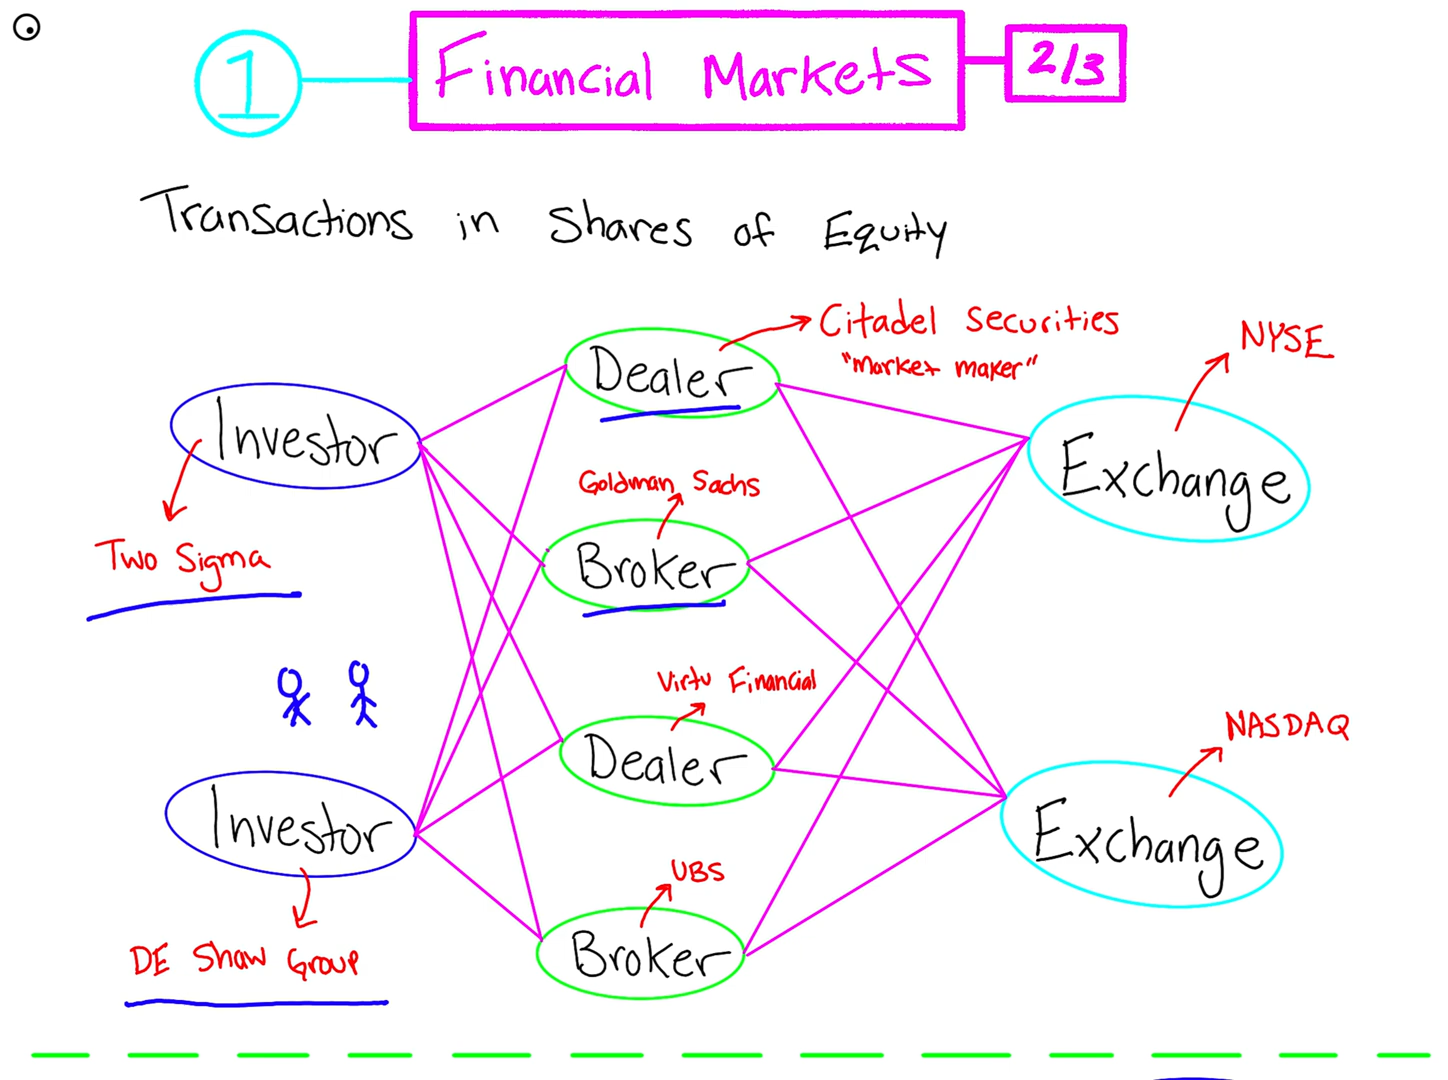 1
Financial Markets
2/3
Transactions in Shares of Equity
Dealer
Citadel Securities
"Market maker"
NYSE
Investor
Exchange
Goldman Sachs
Two Sigma
Broker
Virtu Financial
NASDAQ
Dealer
Investor
Exchange
UBS
DE Shaw Group
Broker